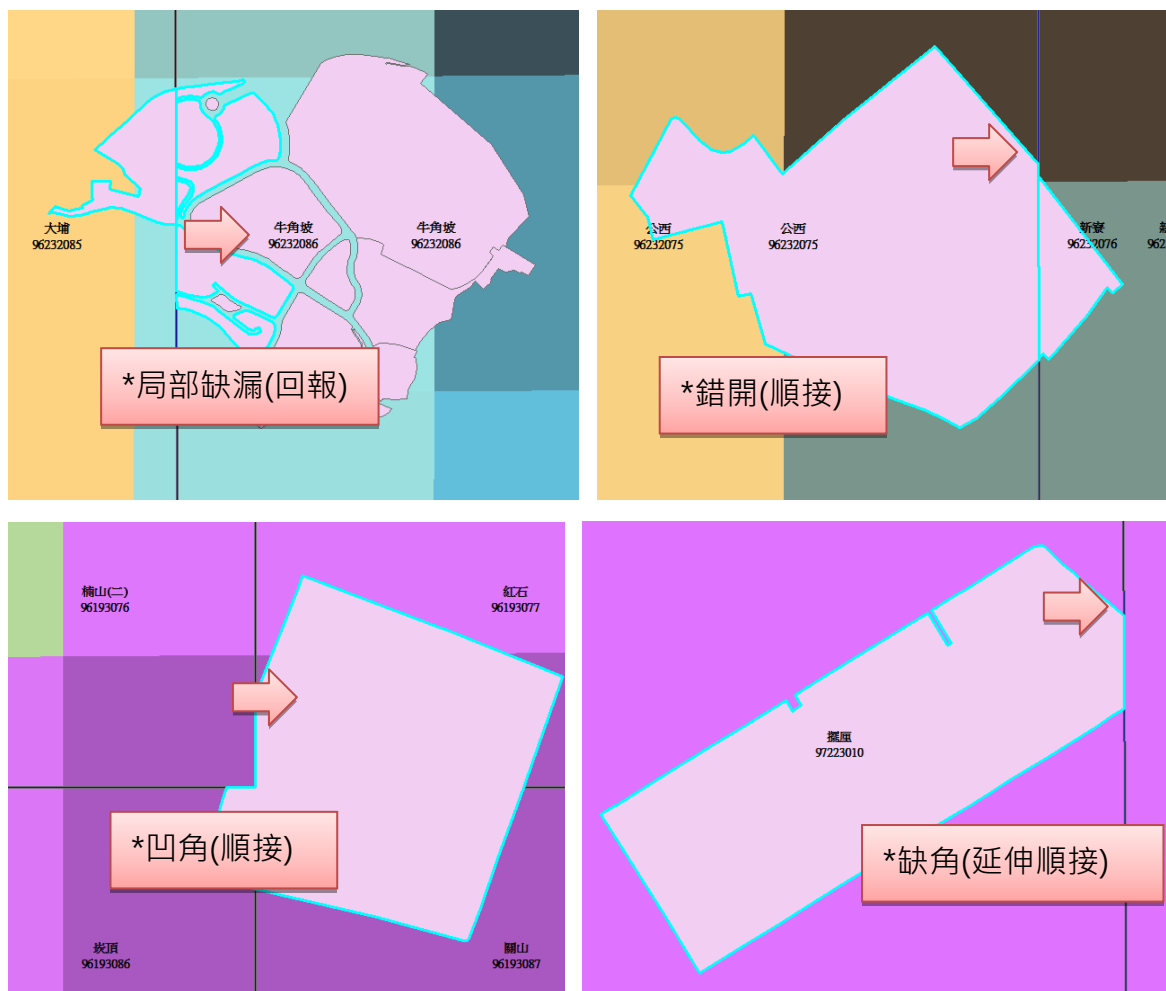 大埔
96232085
牛角坡
96232086
牛角坡
96232086
*局部缺漏(回報)
公西
96232075
公西
96232075
新寮
96232076
962
*錯開(順接)
楠山(二)
96193076
紅石
96193077
*凹角(順接)
崁頂
96193086
關山
96193087
擺厘
97223010
*缺角(延伸順接)